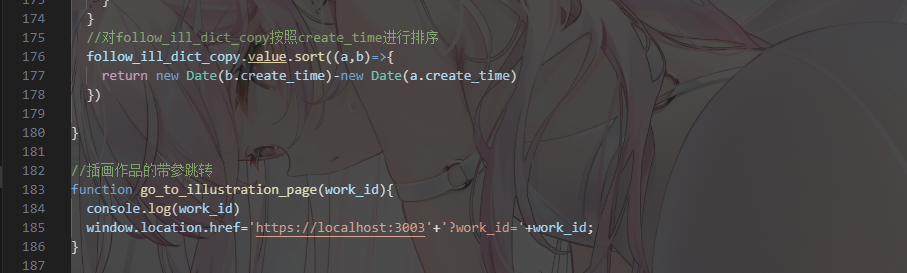 173 }
174 }
175 //对follow_ill_dict_copy按照create_time进行排序
176 follow_ill_dict_copy.value.sort((a,b)=>{
177 return new Date(b.create_time)-new Date(a.create_time)
178 })
179
180 }
181
182 //插画作品的带参跳转
183 function go_to_illustration_page(work_id){
184 console.log(work_id)
185 window.location.href='https://localhost:3003'+'?work_id='+work_id;
186 }
187